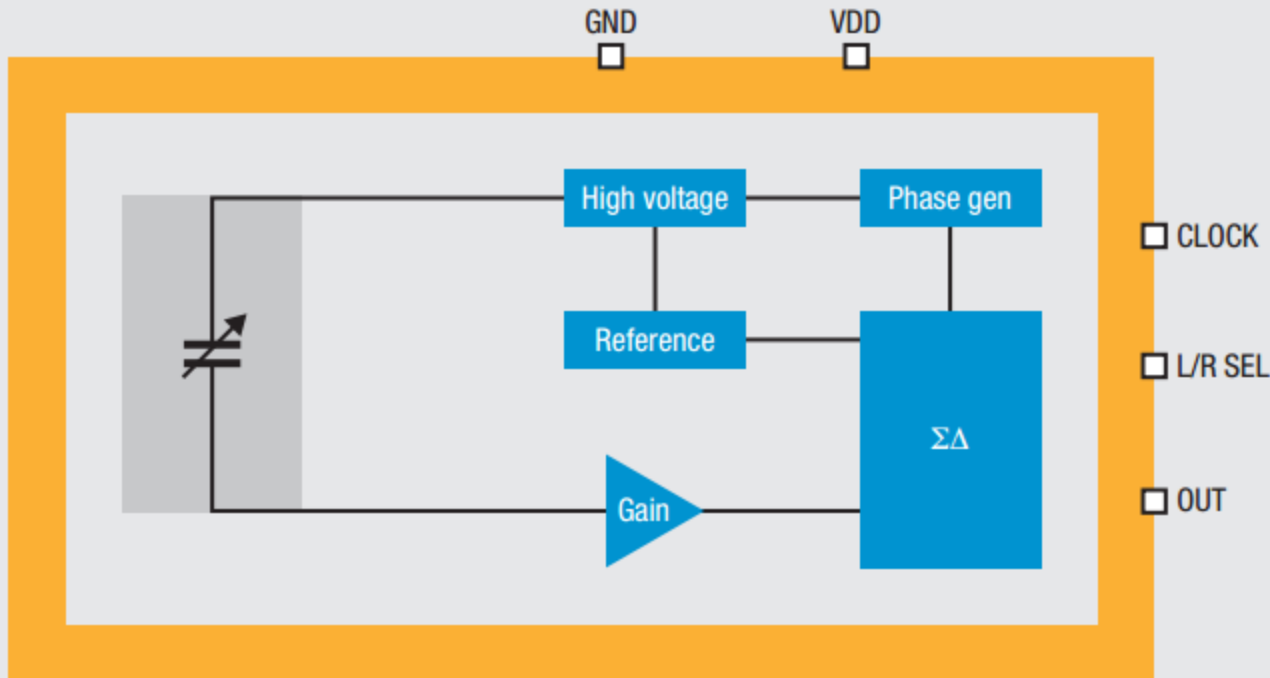 GND
VDD
High voltage
Phase gen
CLOCK
Reference
L/R SEL
ΣΔ
Gain
OUT